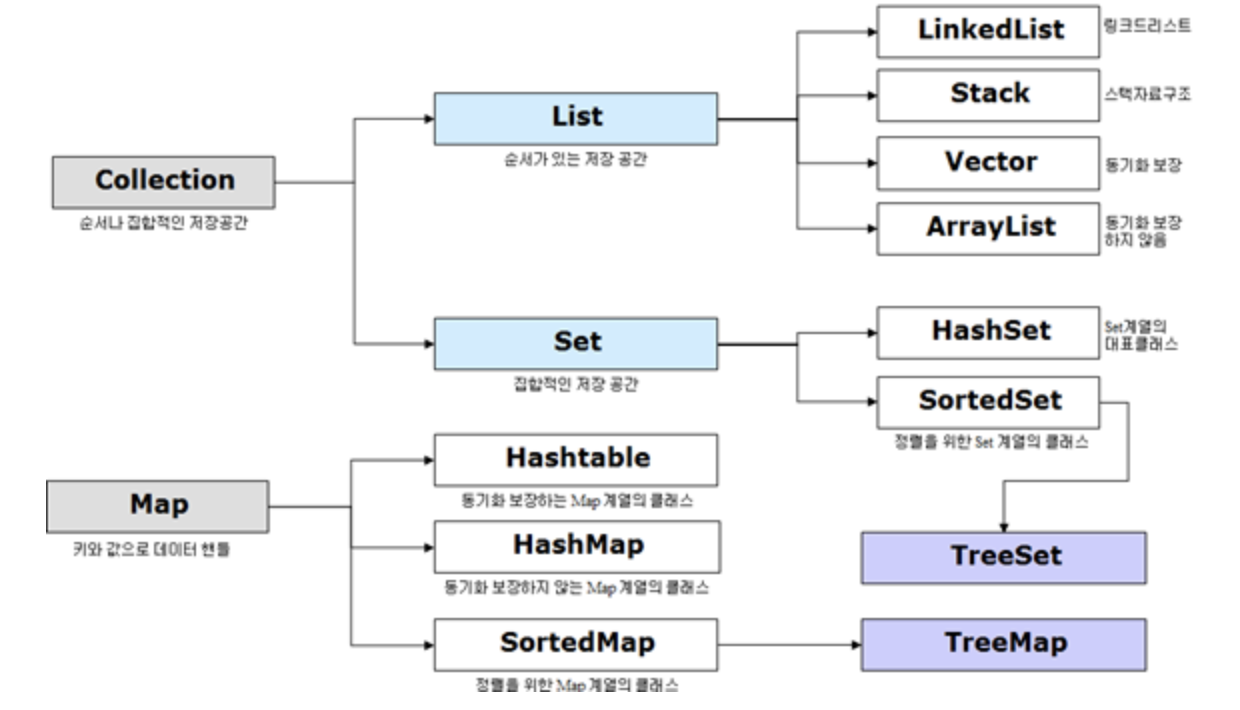 Collection
순서나 집합적인 저장공간
List
순서가 있는 저장 공간
LinkedList
링크드리스트
Stack
스택자료구조
Vector
동기화 보장
ArrayList
동기화 보장
하지 않음
Set
집합적인 저장 공간
HashSet
Set계열의
대표클래스
SortedSet
정렬을 위한 Set 계열의 클래스
TreeSet
Map
키와 값으로 데이터 핸들
Hashtable
동기화 보장하는 Map 계열의 클래스
HashMap
동기화 보장하지 않는 Map 계열의 클래스
SortedMap
정렬을 위한 Map 계열의 클래스
TreeMap